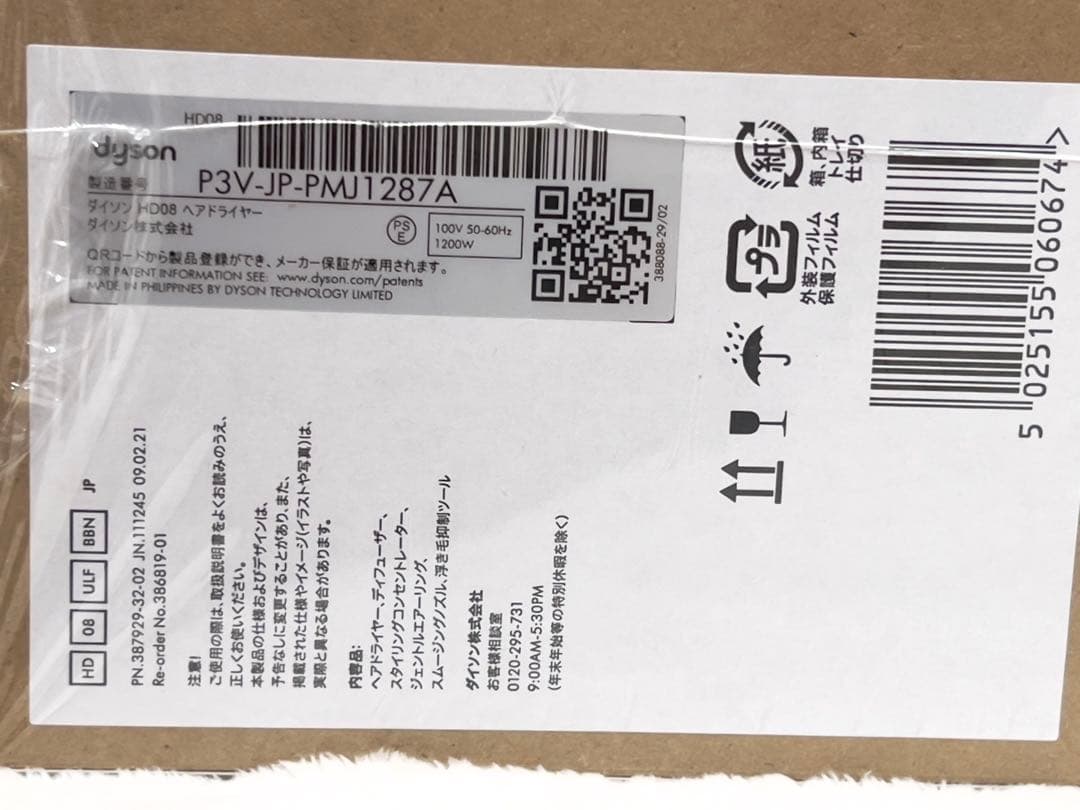 HD08
dyson
製造番号 P3V-JP-PMJ1287A
ダイソン HD08 ヘアドライヤー
ダイソン株式会社
PS
E
100V 50-60Hz
1200W
QRコードから製品登録ができ、メーカー保証が適用されます。
FOR PATENT INFORMATION SEE: www.dyson.com/patents
MADE IN PHILIPPINES BY DYSON TECHNOLOGY LIMITED
388088-29/02
紙
箱、内箱
トレイ
仕切り
プラ
外装フィルム
保護フィルム
5 025155 060674 >
HD 08 ULF BBN JP
PN.387929-32-02 JN.111245 09.02.21
Re-order No.386819-01
注意!
ご使用の際は、取扱説明書をよくお読みのうえ、
正しくお使いください。
本製品の仕様およびデザインは、
予告なしに変更することがあり、また、
掲載された仕様やイメージ(イラストや写真)は、
実際と異なる場合があります。
内容品:
ヘアドライヤー、ディフューザー、
スタイリングコンセントレーター、
ジェントルエアーリング、
スムージングノズル、浮き毛抑制ツール
ダイソン株式会社
お客様相談室
0120-295-731
9:00AM-5:30PM
(年末年始等の特別休暇を除く)